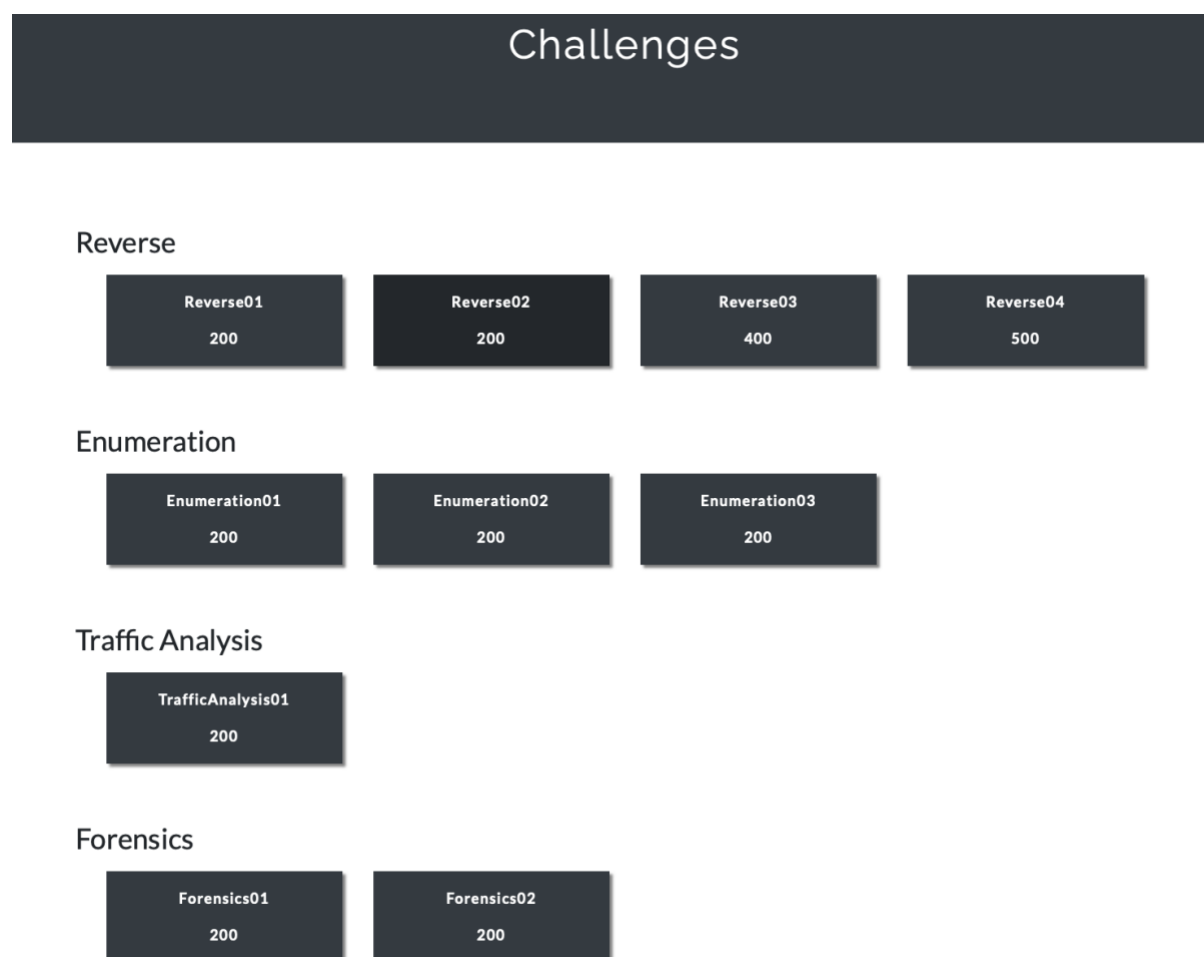 Challenges
Reverse
Reverse01 Reverse02 Reverse03 Reverse04
200 200 400 500
Enumeration
Enumeration01 Enumeration02 Enumeration03
200 200 200
Traffic Analysis
TrafficAnalysis01
200
Forensics
Forensics01 Forensics02
200 200